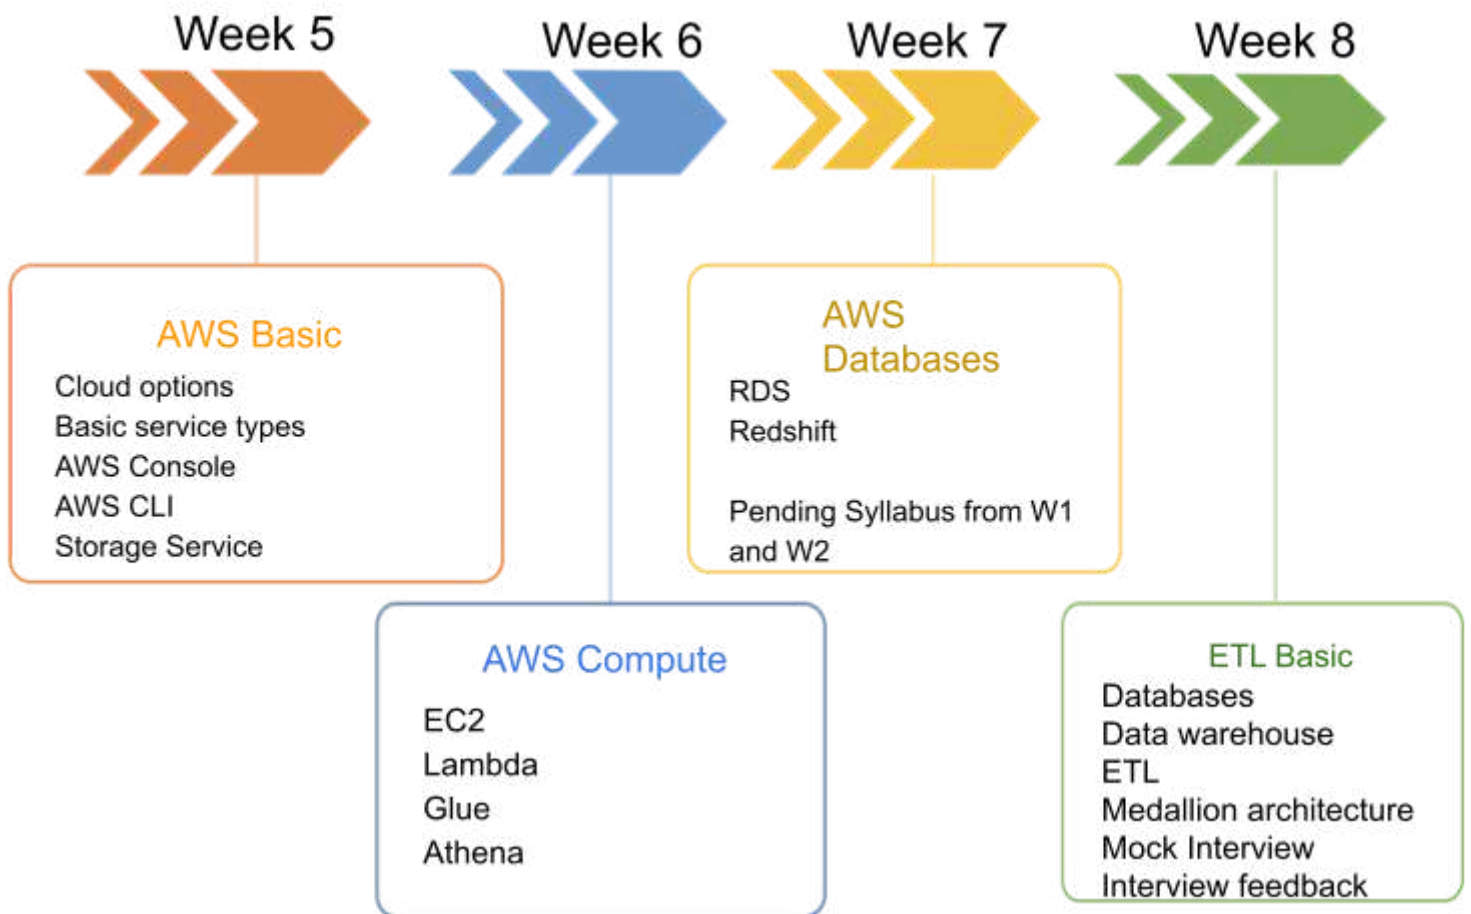 Week 5
Week 6
Week 7
Week 8
AWS Basic
Cloud options
Basic service types
AWS Console
AWS CLI
Storage Service
AWS Compute
EC2
Lambda
Glue
Athena
AWS
Databases
RDS
Redshift
Pending Syllabus from W1
and W2
ETL Basic
Databases
Data warehouse
ETL
Medallion architecture
Mock Interview
Interview feedback